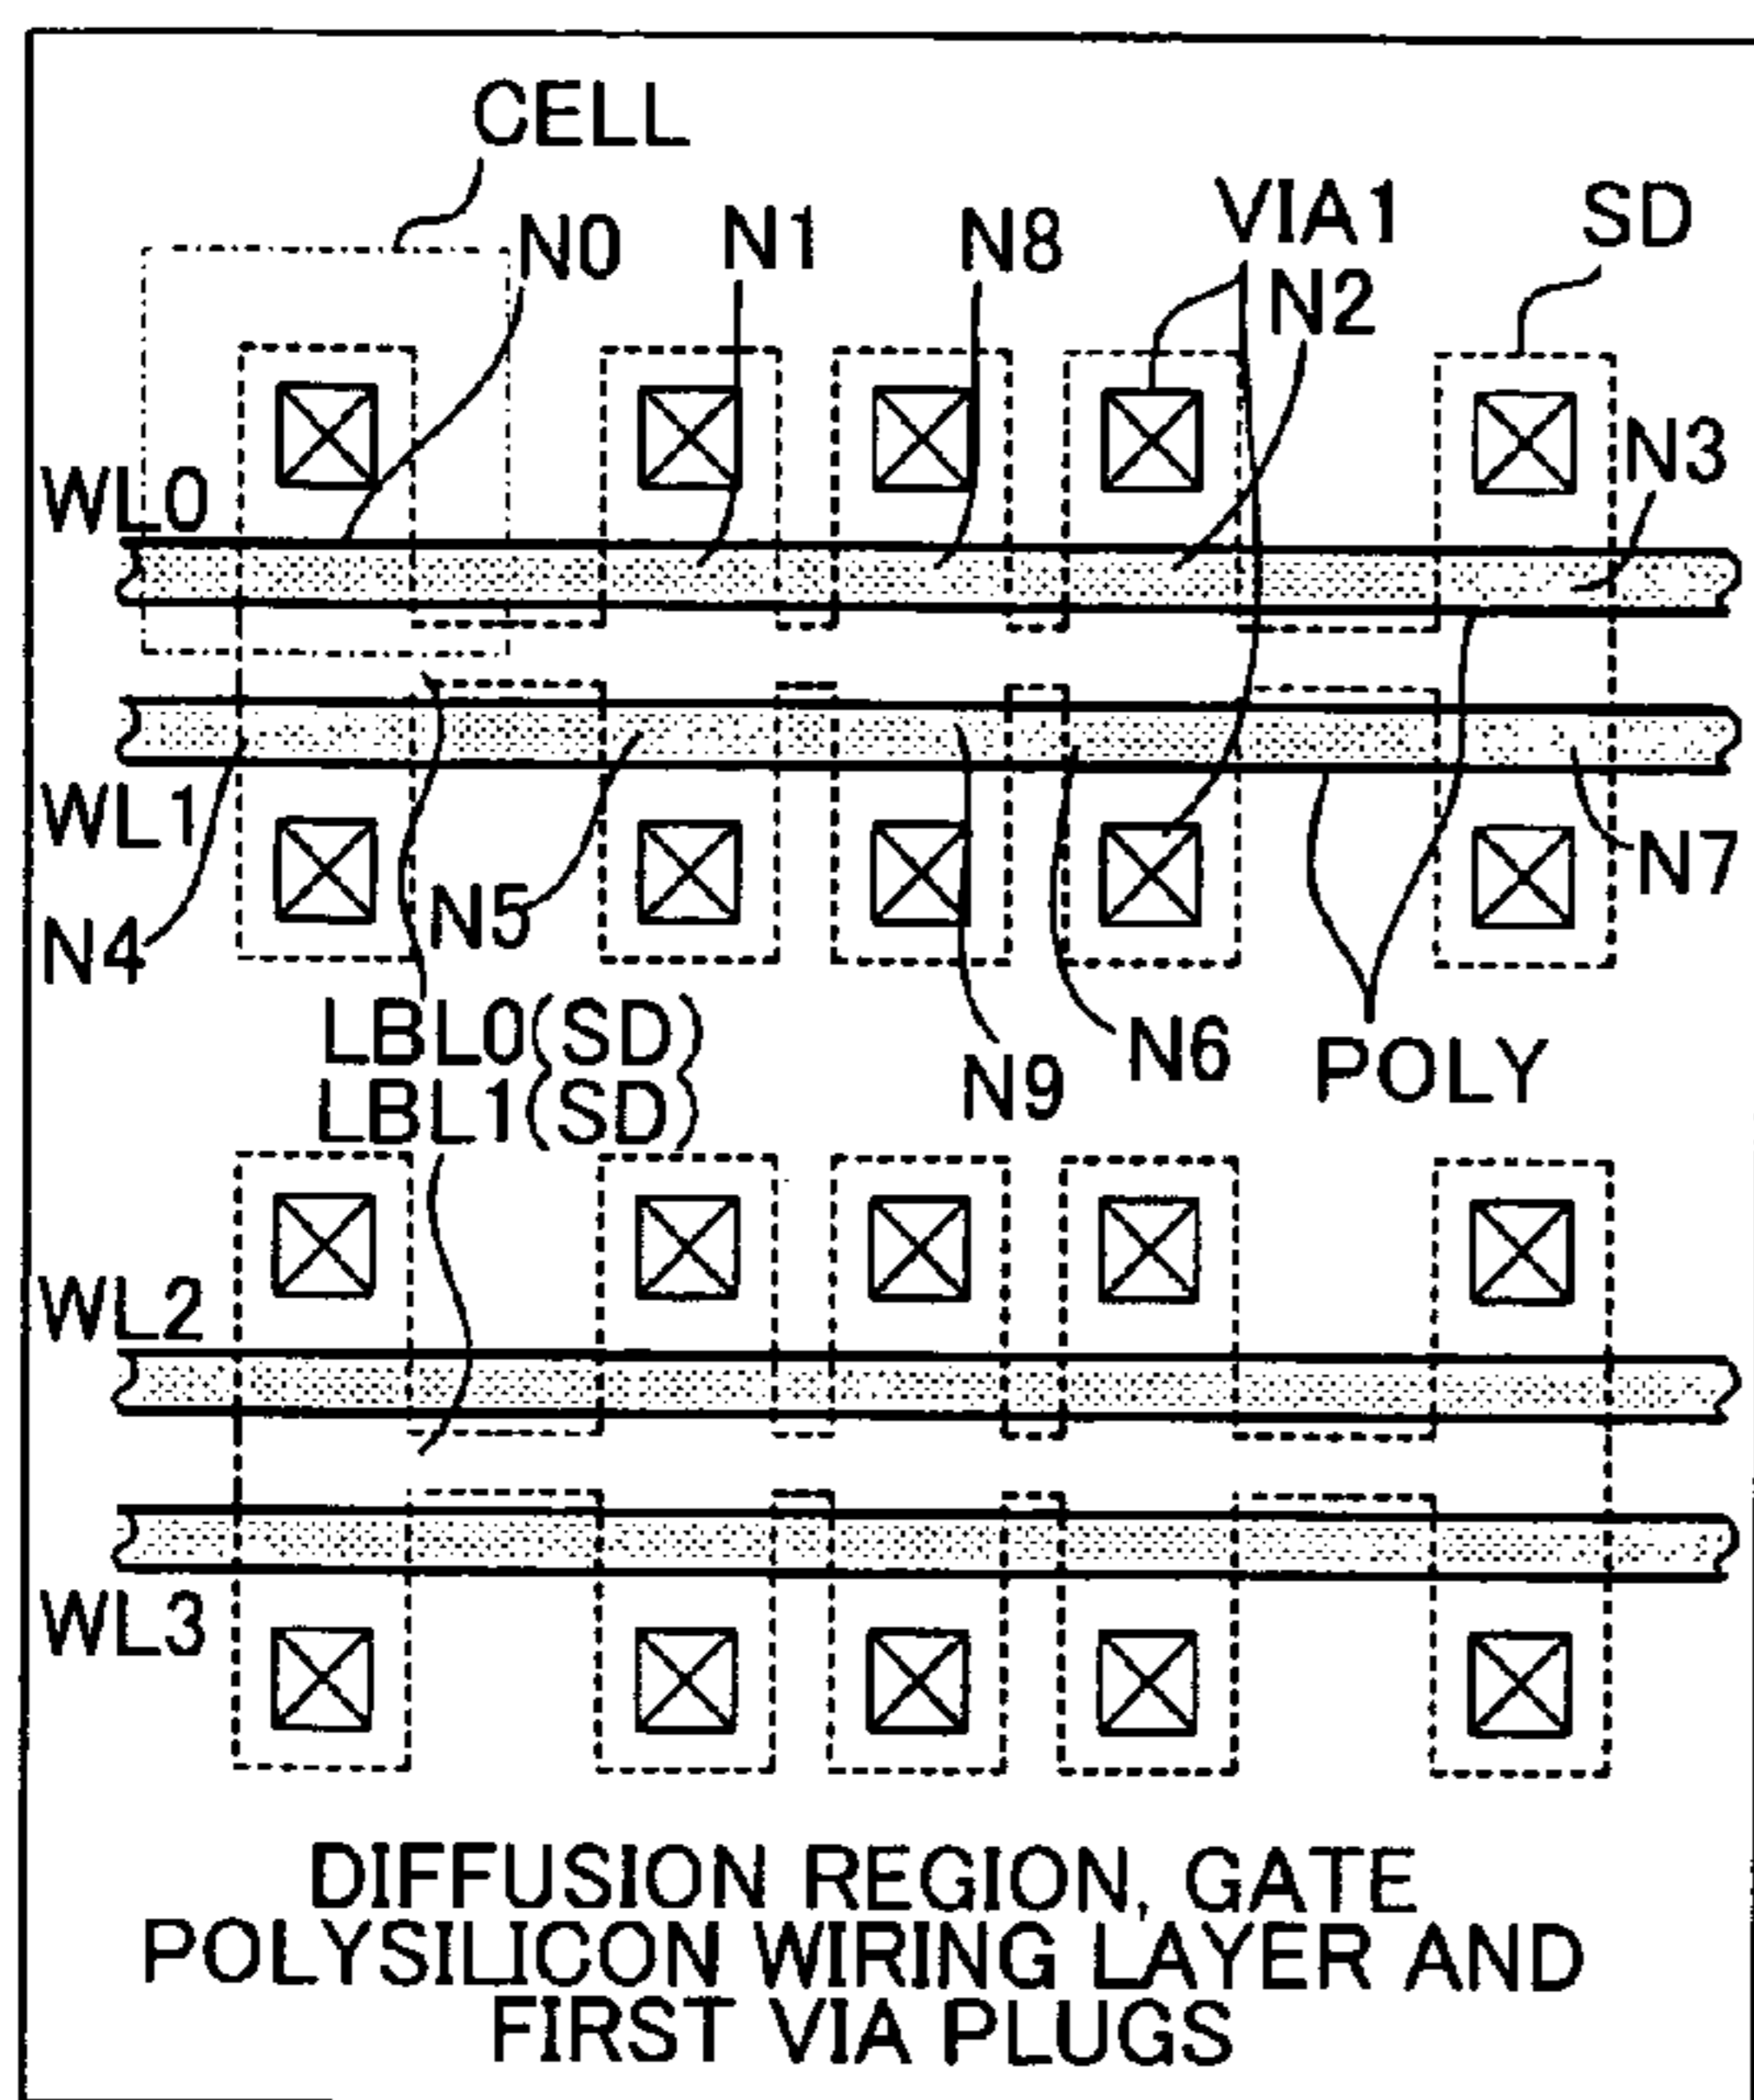 CELL
N0
N1
N8
VIA1
N2
SD
N3
WL0
WL1
N4
N5
N7
LBL0(SD)
LBL1(SD)
N9
N6
POLY
WL2
WL3
DIFFUSION REGION, GATE
POLYSILICON WIRING LAYER AND
FIRST VIA PLUGS